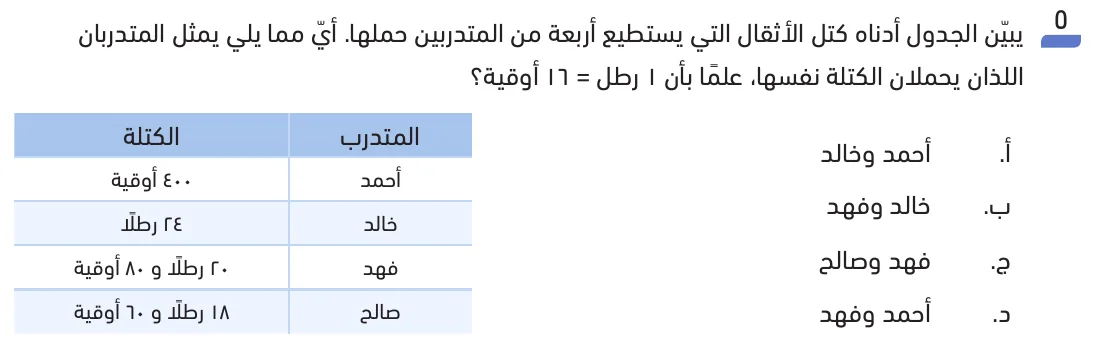 ٥
يبيّن الجدول أدناه كتل الأثقال التي يستطيع أربعة من المتدربين حملها. أيّ مما يلي يمثل المتدربان
اللذان يحملان الكتلة نفسها، علمًا بأن ١ رطل = ١٦ أوقية؟
أ. أحمد وخالد
ب. خالد وفهد
ج. فهد وصالح
د. أحمد وفهد
المتدرب الكتلة
أحمد ٤٠٠ أوقية
خالد ٢٤ رطلًا
فهد ٢٠ رطلًا و ٨٠ أوقية
صالح ١٨ رطلًا و ٦٠ أوقية